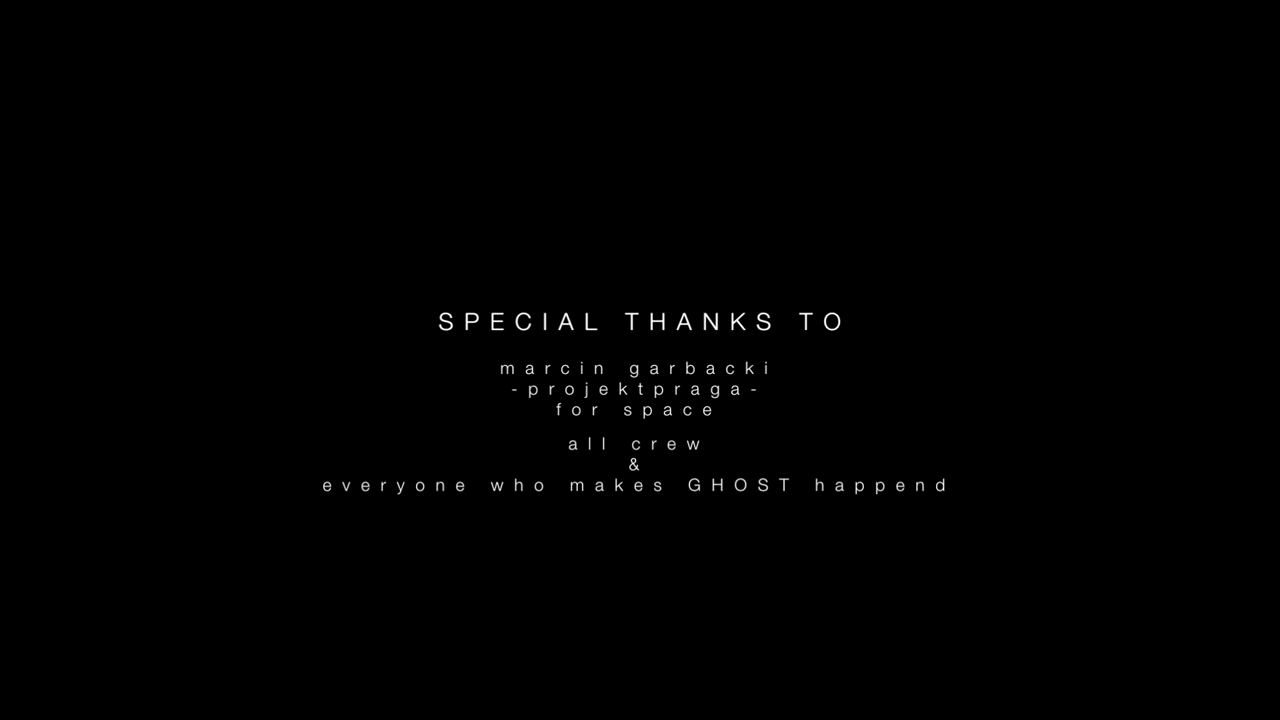 SPECIAL THANKS TO
marcin garbacki
-projektpraga-
for space
all crew
&
everyone who makes GHOST happend